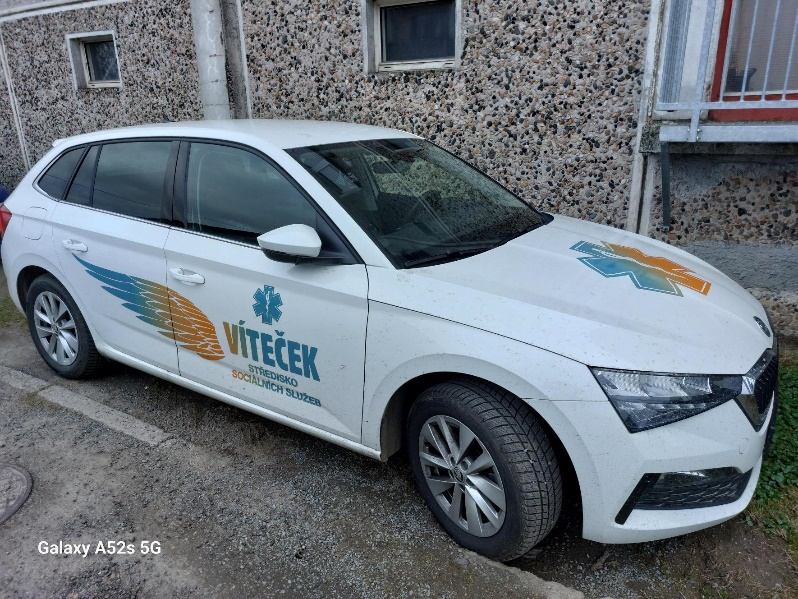 VÍTEČEK
STŘEDISKO
SOCIÁLNÍCH SLUŽEB
Galaxy A52s 5G